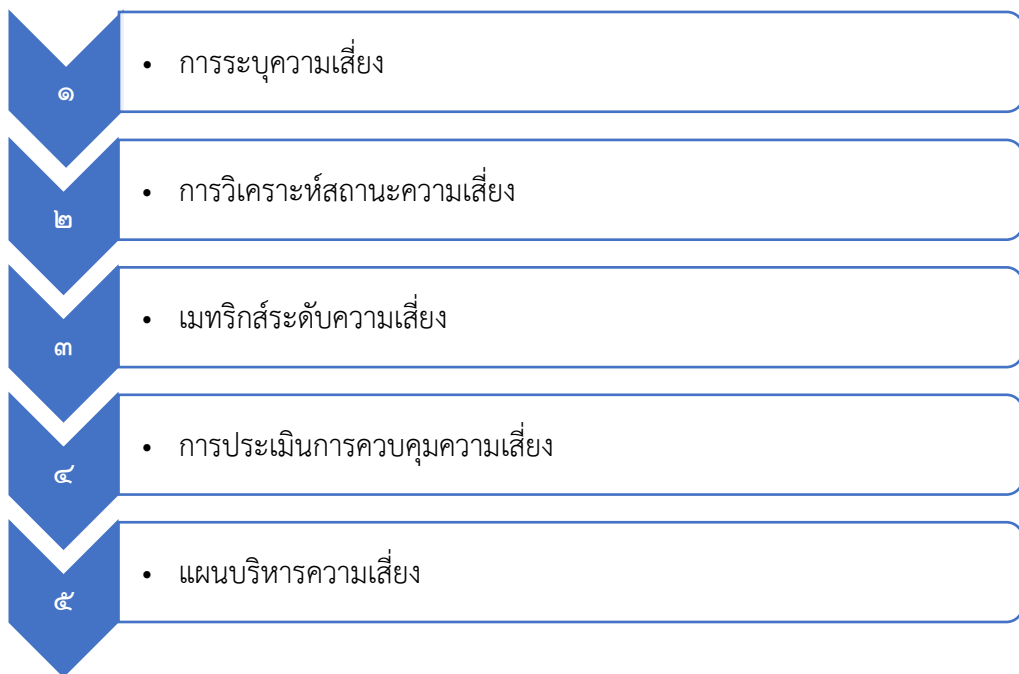 ๑
• การระบุความเสี่ยง
๒
• การวิเคราะห์สถานะความเสี่ยง
๓
• เมทริกส์ระดับความเสี่ยง
๔
• การประเมินการควบคุมความเสี่ยง
๕
• แผนบริหารความเสี่ยง